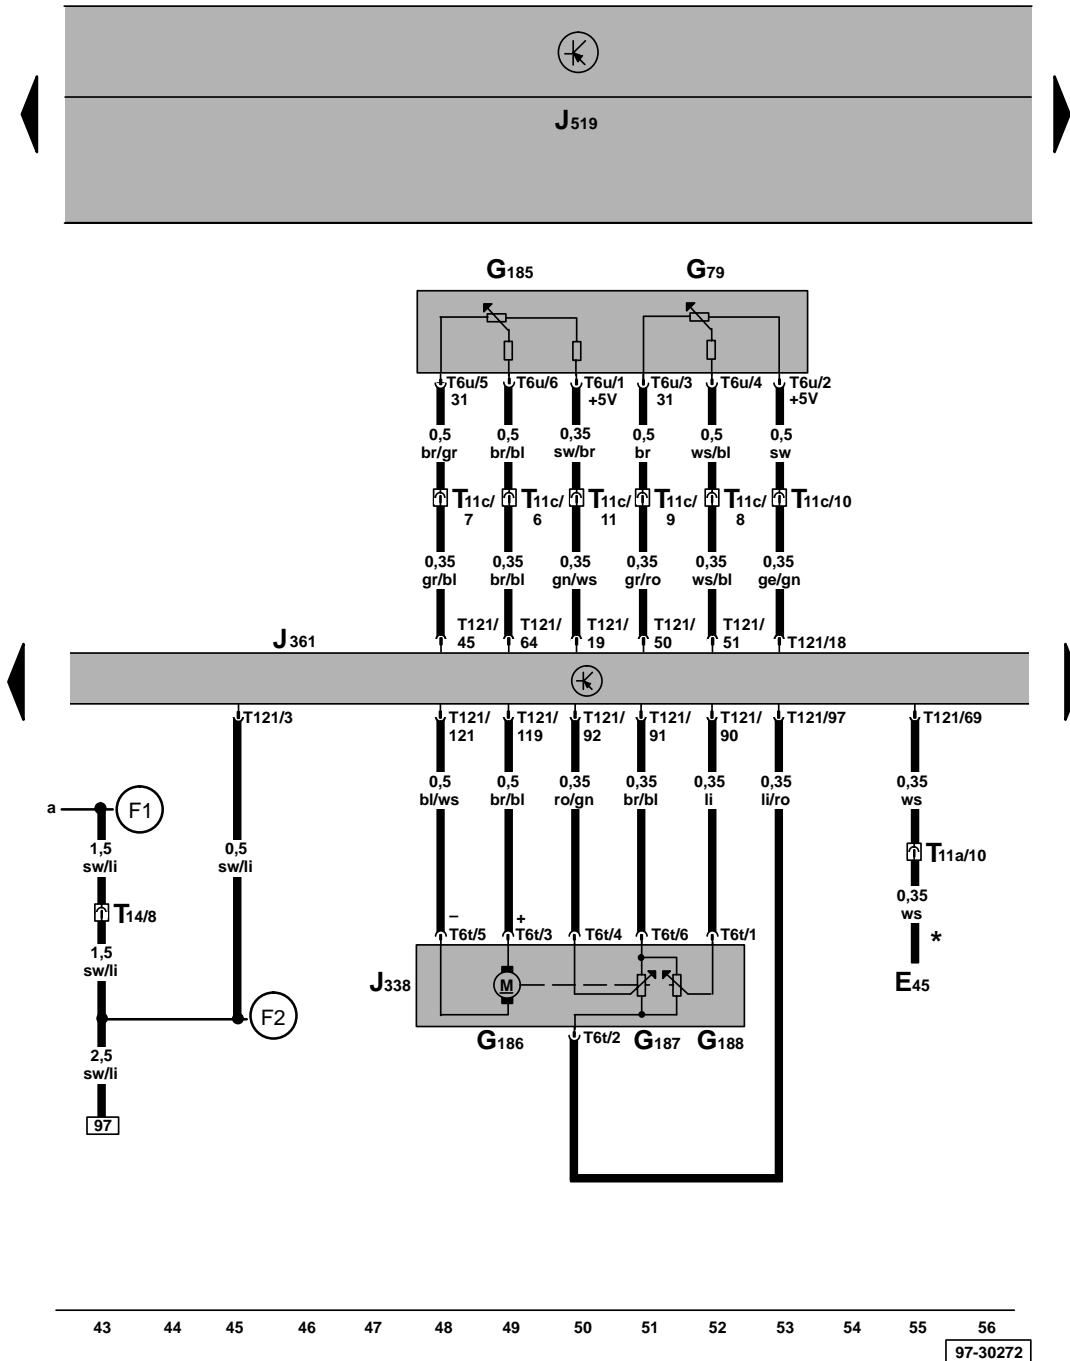 J519
G185 G79
T6u/5 T6u/6 T6u/1 T6u/3 T6u/4 T6u/2
31 +5V 31 +5V
0,5 0,5 0,35 0,5 0,5 0,5
br/gr br/bl sw/br br ws/bl sw
T11c/ T11c/ T11c/ T11c/ T11c/ T11c/10
7 6 11 9 8
0,35 0,35 0,35 0,35 0,35 0,35
gr/bl br/bl gn/ws gr/ro ws/bl ge/gn
J361 T121/ T121/ T121/ T121/ T121/ T121/18
45 64 19 50 51
T121/3 T121/ T121/ T121/ T121/ T121/ T121/97 T121/69
121 119 92 91 90
0,5 0,5 0,35 0,35 0,35 0,35 0,35
bl/ws br/bl ro/gn br/bl li li/ro ws
a F1
1,5 0,5
sw/li sw/li
T11a/10
T14/8
0,35
ws
*
– +
T6t/5 T6t/3 T6t/4 T6t/6 T6t/1
1,5
sw/li
J338 M E45
F2
G186 T6t/2 G187 G188
2,5
sw/li
97
43 44 45 46 47 48 49 50 51 52 53 54 55 56
97-30272